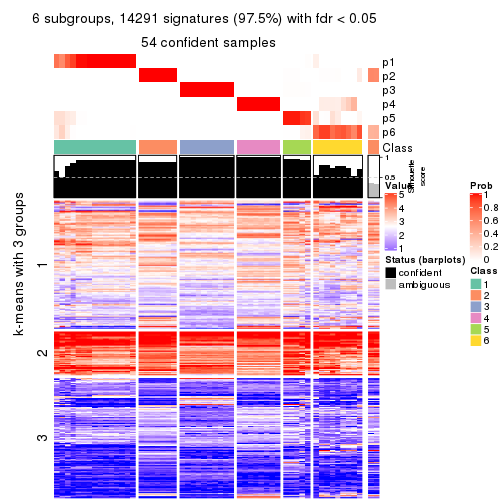 6 subgroups, 14291 signatures (97.5%) with fdr < 0.05
54 confident samples
p1
p2
p3
p4
p5
p6
Class
1
0.5
0
Silhouette
score
k-means with 3 groups
1
2
3
Value
5
4
3
2
1
Status (barplots)
confident
ambiguous
Prob
1
0.8
0.6
0.4
0.2
0
Class
1
2
3
4
5
6